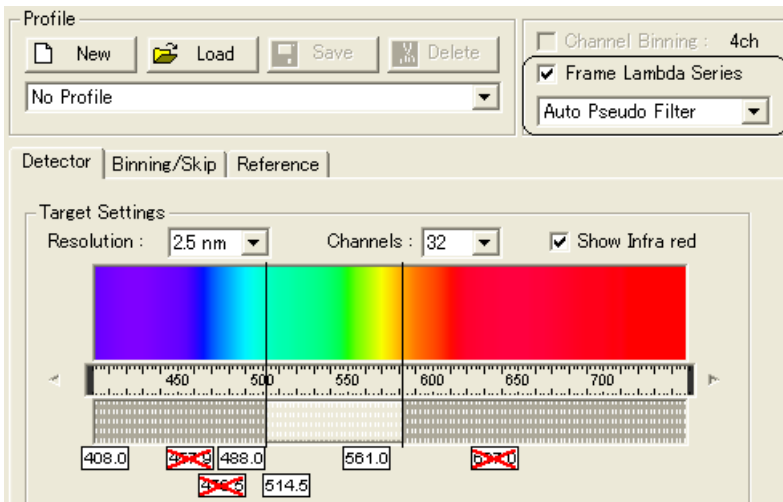 Profile
New Load Save Delete
No Profile
Channel Binning : 4ch
Frame Lambda Series
Auto Pseudo Filter
Detector Binning/Skip Reference
Target Settings
Resolution : 2.5 nm Channels : 32 Show Infra red
450 500 550 600 650 700
408.0 488.0 561.0
514.5